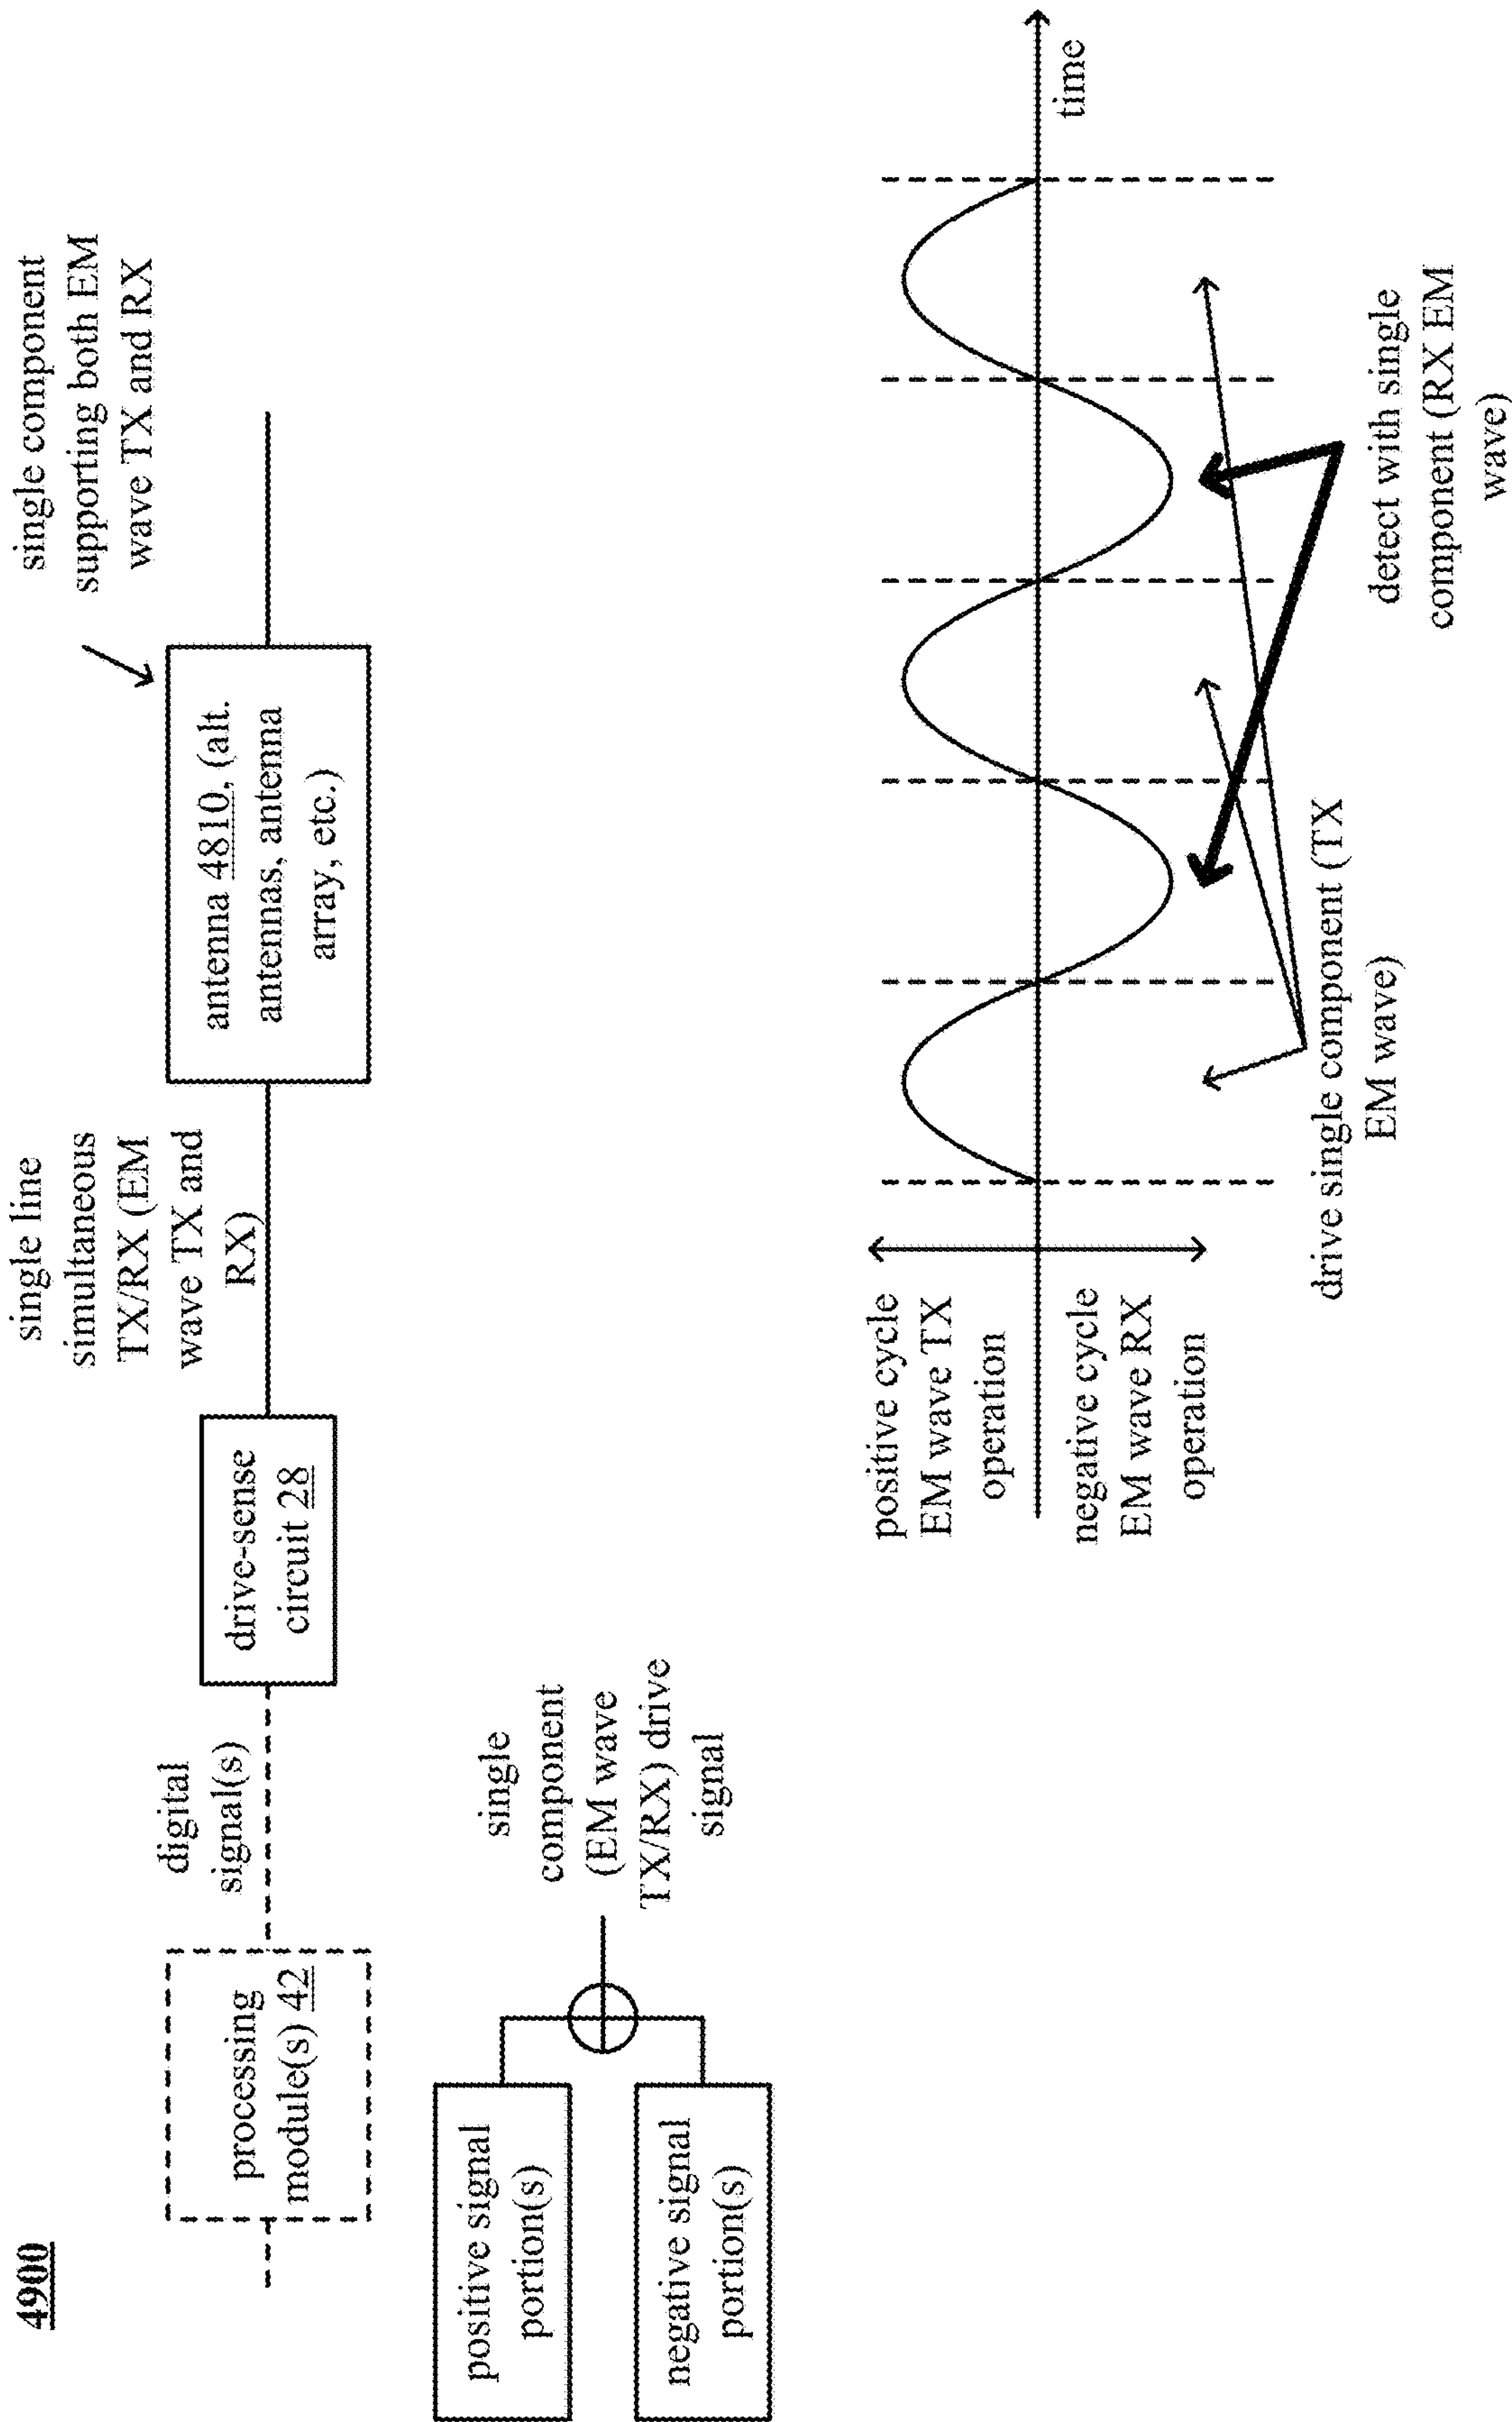 4900
processing
module(s) 42
digital
signal(s)
drive-sense
circuit 28
single line
simultaneous
TX/RX (EM
wave TX and
RX)
antenna 4810, (alt.
antennas, antenna
array, etc.)
single component
supporting both EM
wave TX and RX
positive signal
portion(s)
negative signal
portion(s)
single
component
(EM wave
TX/RX) drive
signal
positive cycle
EM wave TX
operation
negative cycle
EM wave RX
operation
time
drive single component (TX
EM wave)
detect with single
component (RX EM
wave)